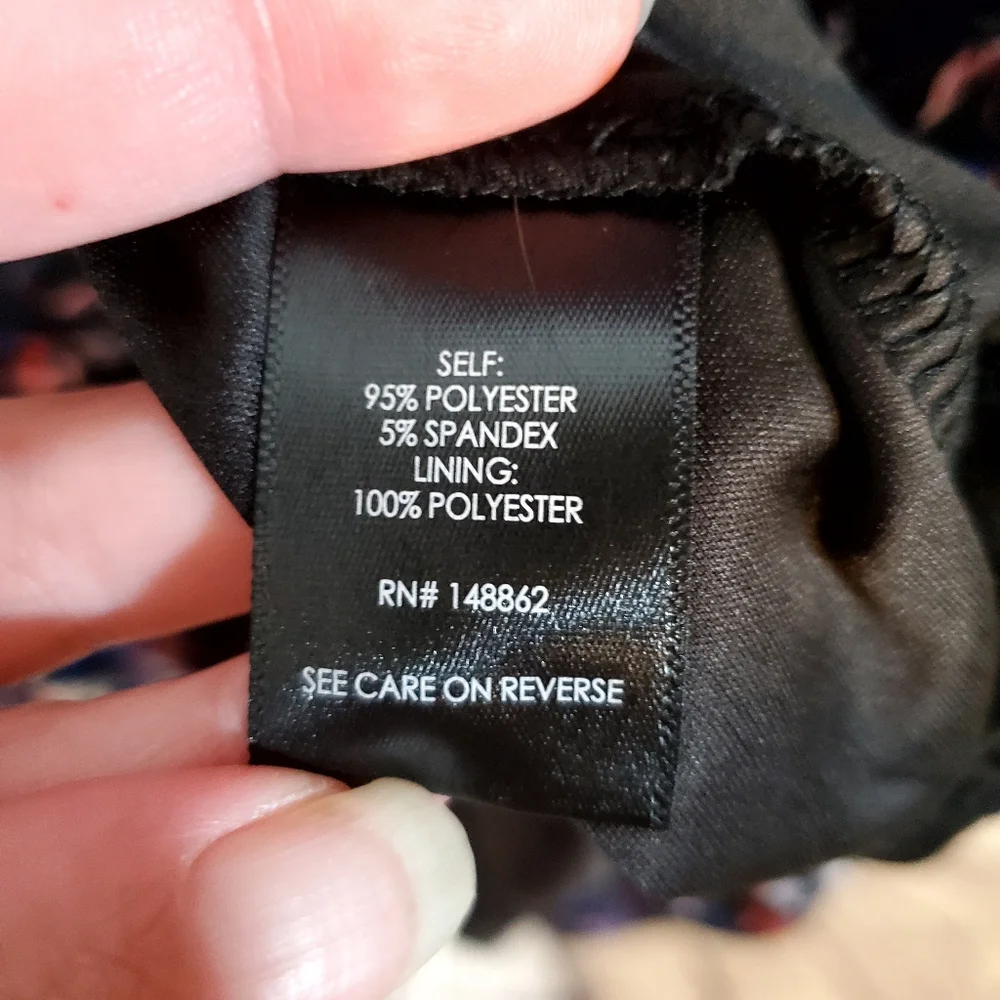 SELF:
95% POLYESTER
5% SPANDEX
LINING:
100% POLYESTER
RN# 148862
SEE CARE ON REVERSE